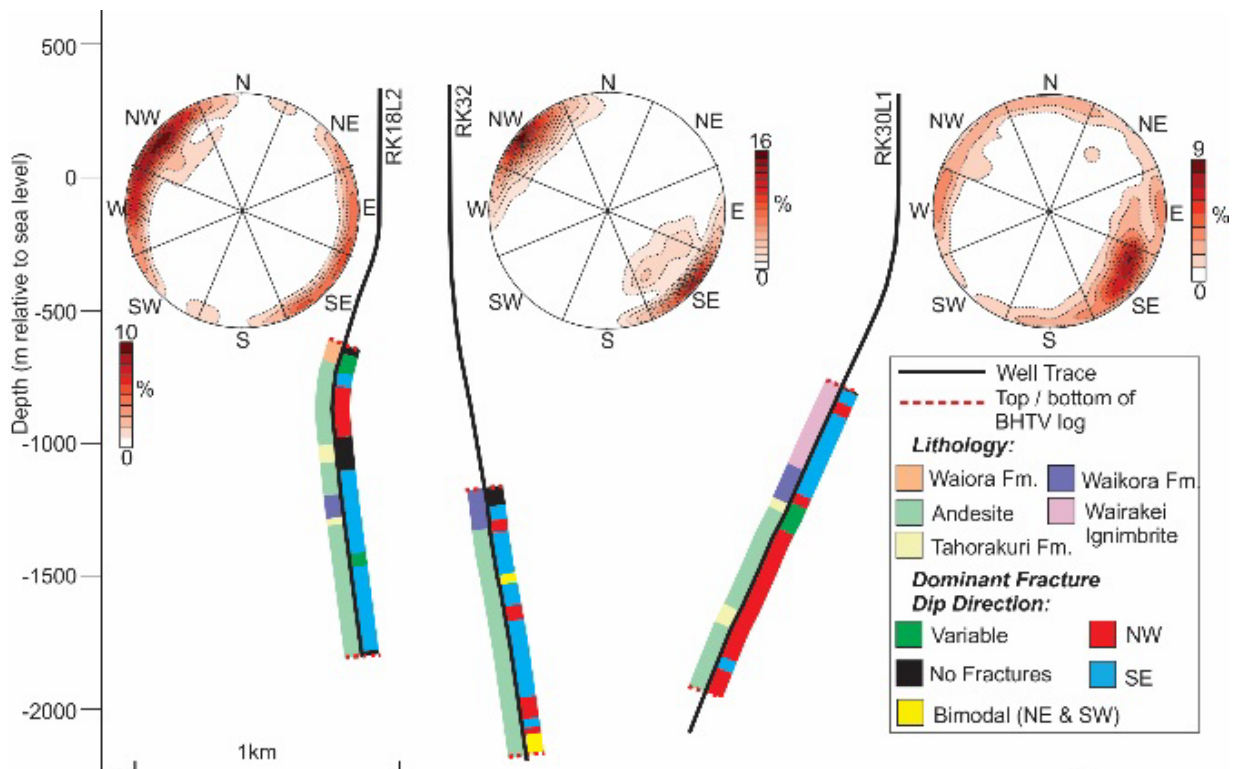 500
0
-500
-1000
-1500
-2000
Depth (m relative to sea level)
1km
N
NE
E
SE
S
SW
W
NW
10
%
0
RK18L2
RK32
N
NE
E
SE
S
SW
W
NW
16
%
0
RK30L1
N
NE
E
SE
S
SW
W
NW
9
%
0
Well Trace
Top / bottom of
BHTV log
Lithology:
Waiora Fm.
Waikora Fm.
Andesite
Wairakei
Ignimbrite
Tahorakuri Fm.
Dominant Fracture
Dip Direction:
Variable
NW
No Fractures
SE
Bimodal (NE & SW)